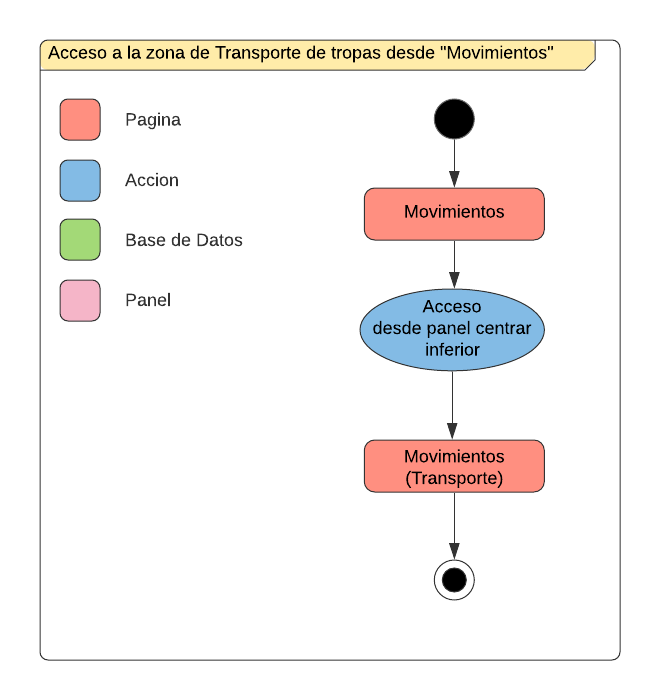 Acceso a la zona de Transporte de tropas desde "Movimientos"
Pagina
Accion
Base de Datos
Panel
Movimientos
Acceso
desde panel centrar
inferior
Movimientos
(Transporte)